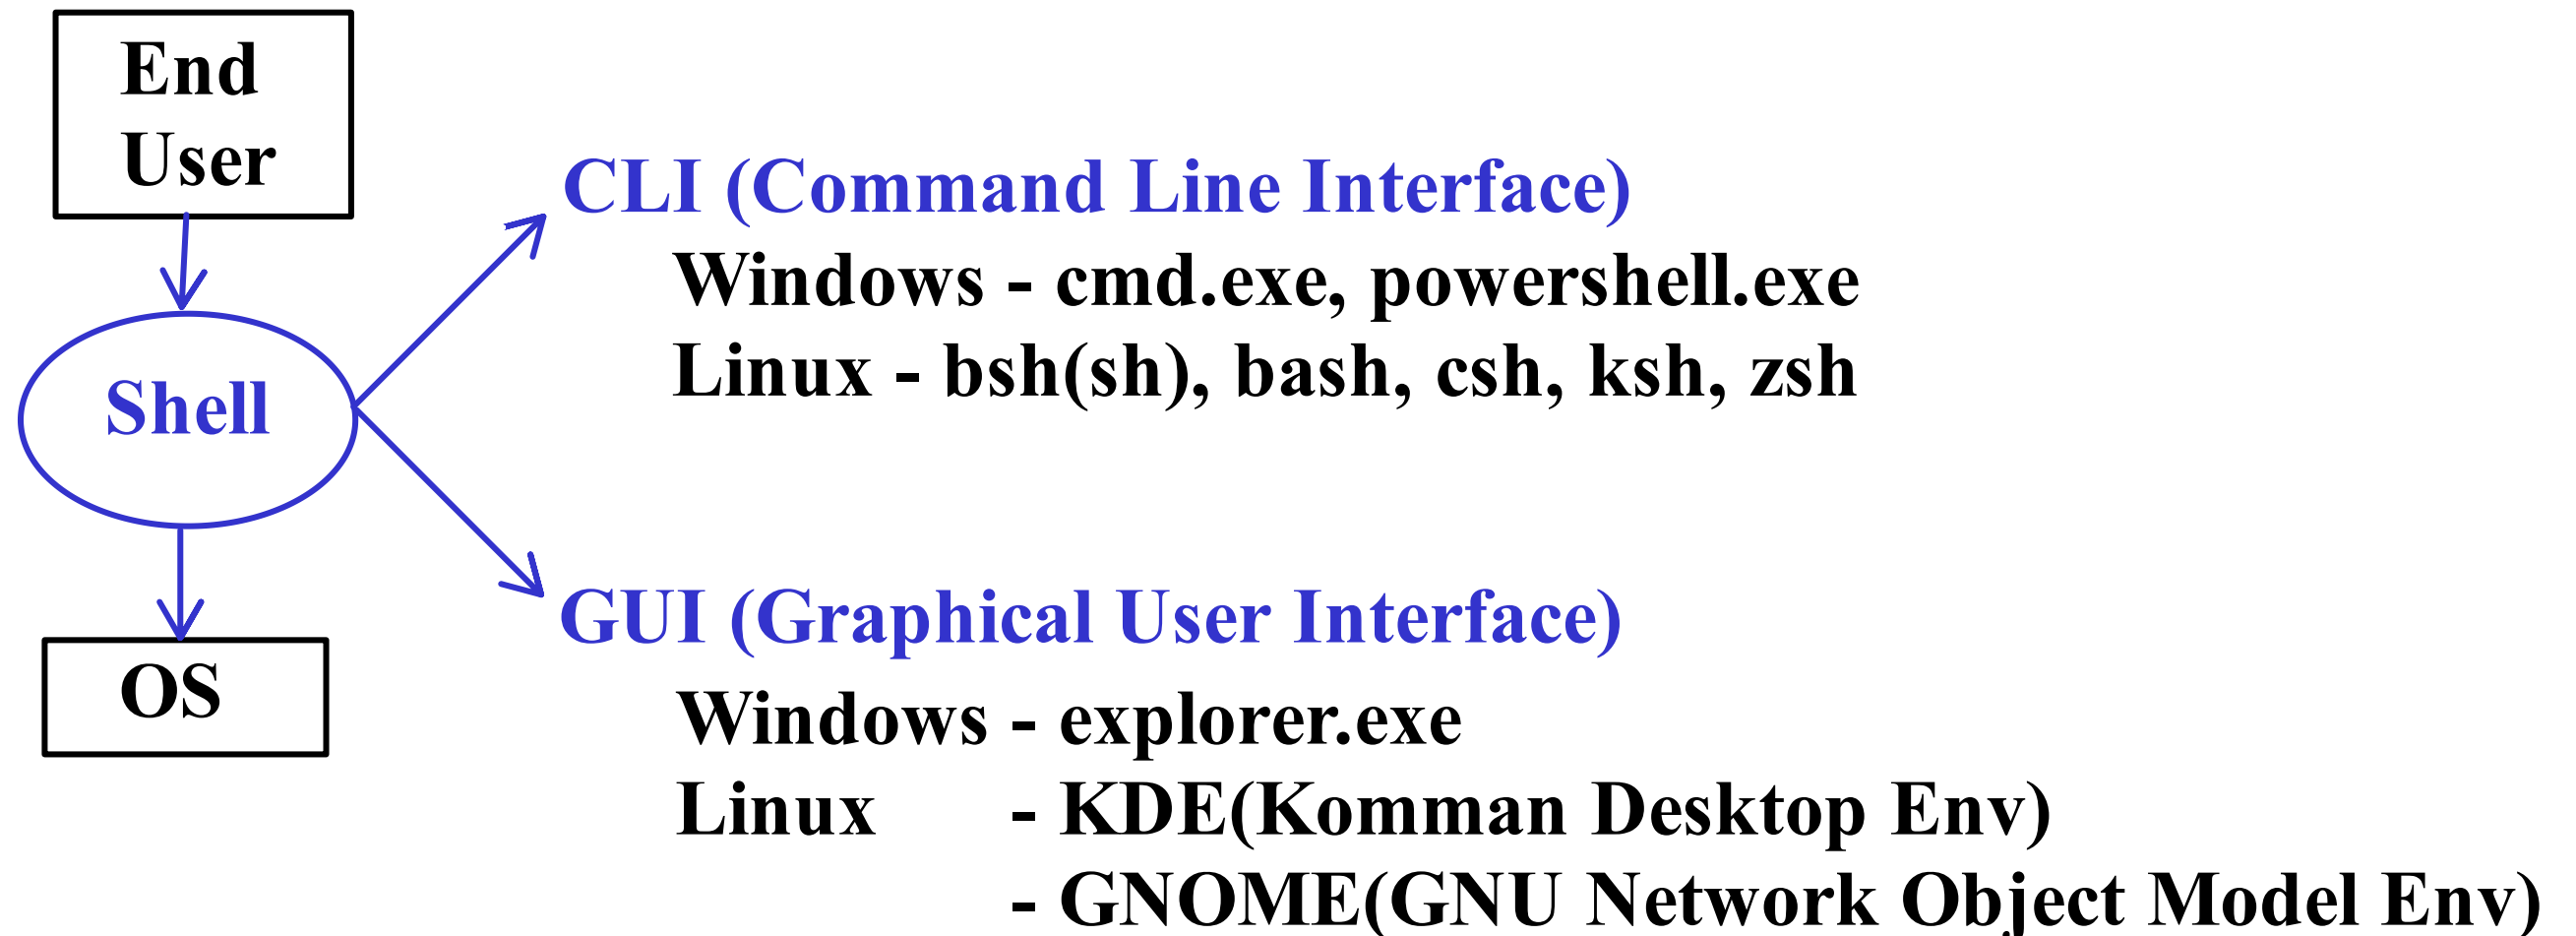 End
User
Shell
OS
CLI (Command Line Interface)
Windows - cmd.exe, powershell.exe
Linux - bsh(sh), bash, csh, ksh, zsh
GUI (Graphical User Interface)
Windows - explorer.exe
Linux - KDE(Komman Desktop Env)
- GNOME(GNU Network Object Model Env)